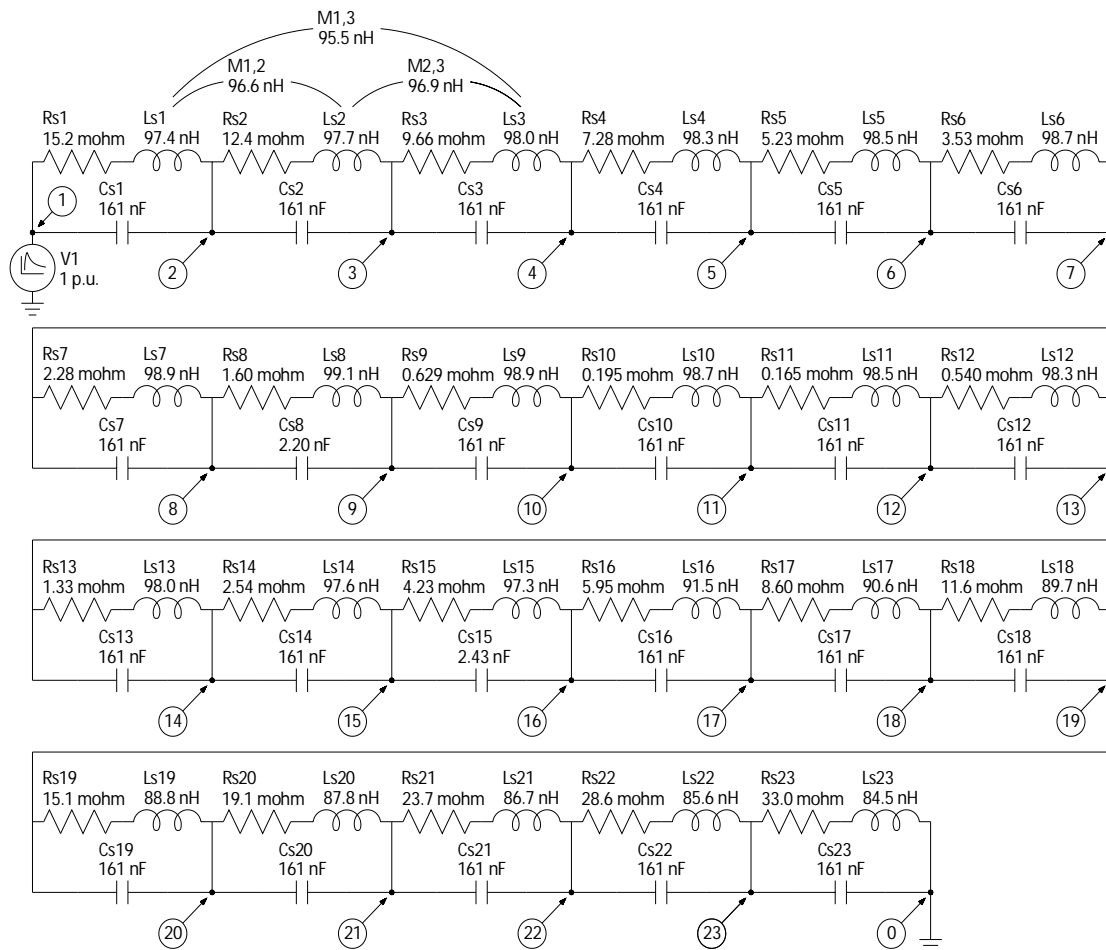 M1,3
95.5 nH
M1,2
96.6 nH
M2,3
96.9 nH
Rs1
15.2 mohm
Ls1
97.4 nH
Rs2
12.4 mohm
Ls2
97.7 nH
Rs3
9.66 mohm
Ls3
98.0 nH
Rs4
7.28 mohm
Ls4
98.3 nH
Rs5
5.23 mohm
Ls5
98.5 nH
Rs6
3.53 mohm
Ls6
98.7 nH
Cs1
161 nF
Cs2
161 nF
Cs3
161 nF
Cs4
161 nF
Cs5
161 nF
Cs6
161 nF
1
V1
1 p.u.
2
3
4
5
6
7
Rs7
2.28 mohm
Ls7
98.9 nH
Rs8
1.60 mohm
Ls8
99.1 nH
Rs9
0.629 mohm
Ls9
98.9 nH
Rs10
0.195 mohm
Ls10
98.7 nH
Rs11
0.165 mohm
Ls11
98.5 nH
Rs12
0.540 mohm
Ls12
98.3 nH
Cs7
161 nF
Cs8
2.20 nF
Cs9
161 nF
Cs10
161 nF
Cs11
161 nF
Cs12
161 nF
8
9
10
11
12
13
Rs13
1.33 mohm
Ls13
98.0 nH
Rs14
2.54 mohm
Ls14
97.6 nH
Rs15
4.23 mohm
Ls15
97.3 nH
Rs16
5.95 mohm
Ls16
91.5 nH
Rs17
8.60 mohm
Ls17
90.6 nH
Rs18
11.6 mohm
Ls18
89.7 nH
Cs13
161 nF
Cs14
161 nF
Cs15
2.43 nF
Cs16
161 nF
Cs17
161 nF
Cs18
161 nF
14
15
16
17
18
19
Rs19
15.1 mohm
Ls19
88.8 nH
Rs20
19.1 mohm
Ls20
87.8 nH
Rs21
23.7 mohm
Ls21
86.7 nH
Rs22
28.6 mohm
Ls22
85.6 nH
Rs23
33.0 mohm
Ls23
84.5 nH
Cs19
161 nF
Cs20
161 nF
Cs21
161 nF
Cs22
161 nF
Cs23
161 nF
20
21
22
23
0